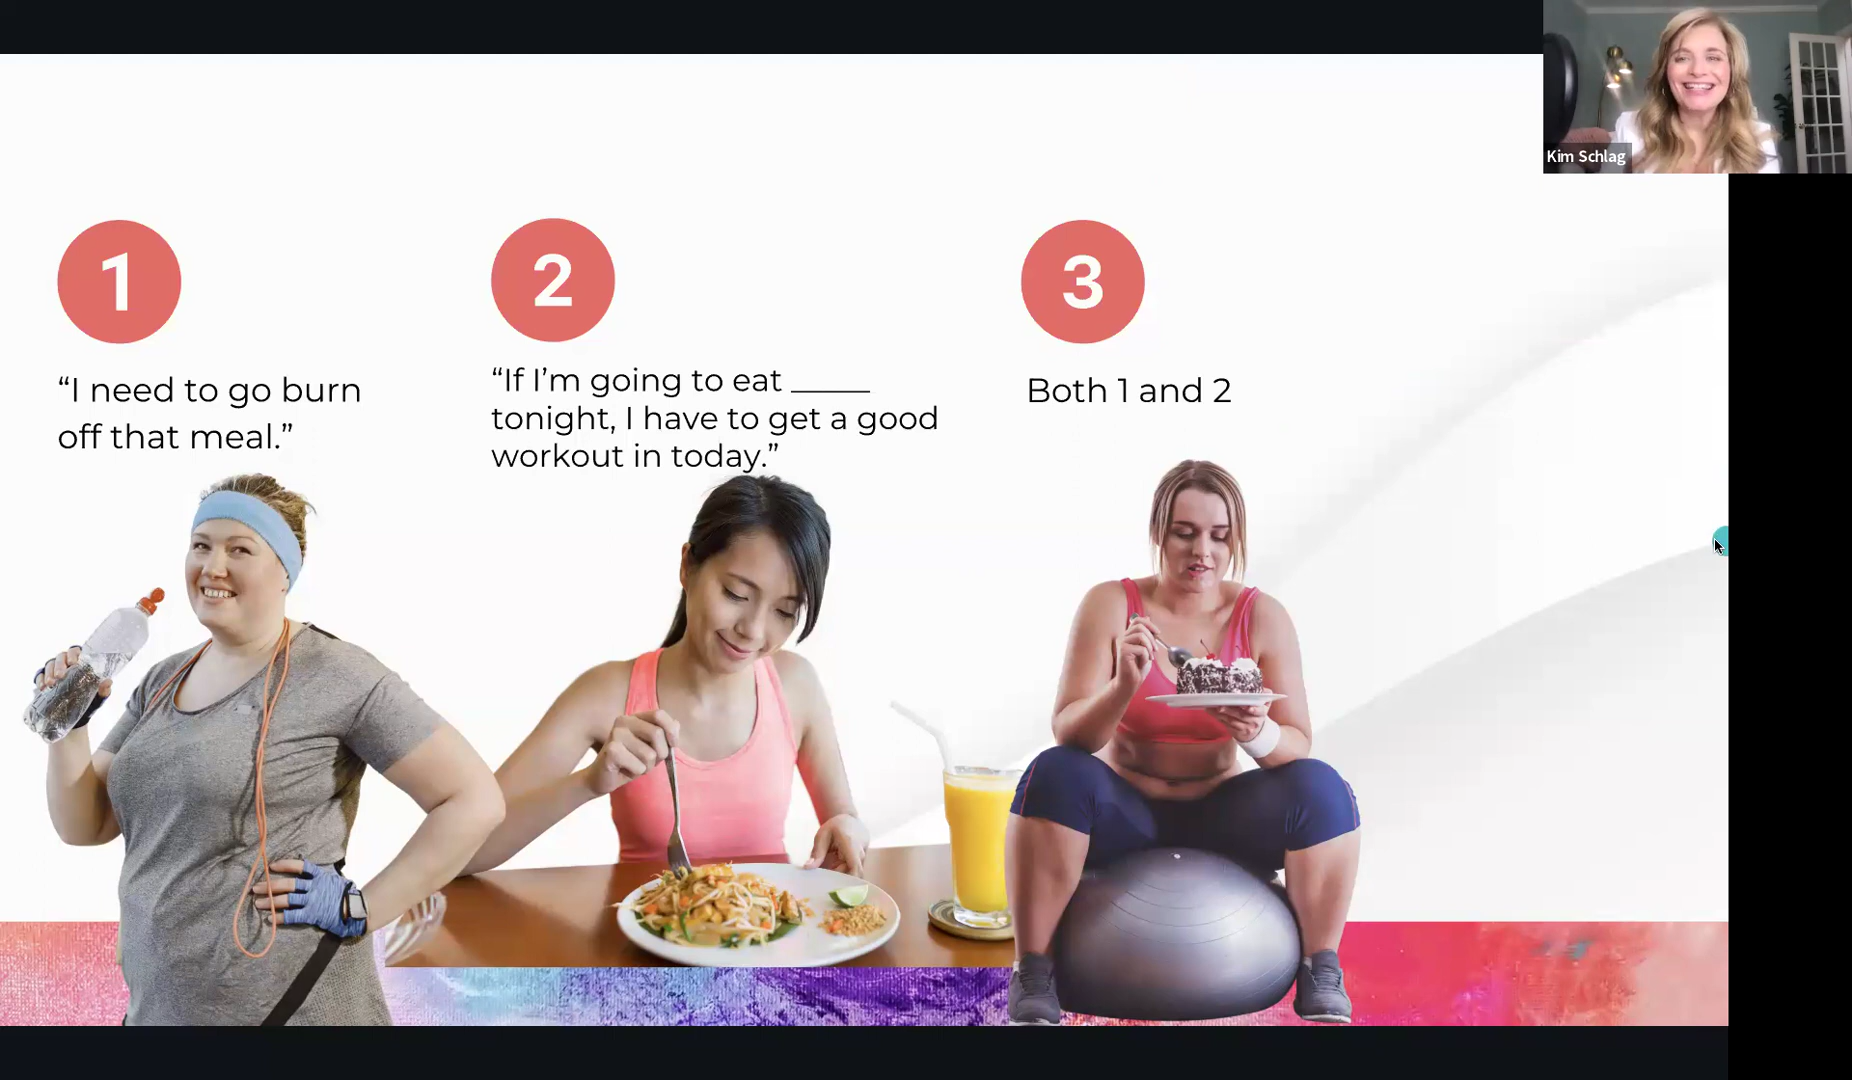 Kim Schlag
1
“I need to go burn
off that meal.”
2
“If I’m going to eat _____
tonight, I have to get a good
workout in today.”
3
Both 1 and 2